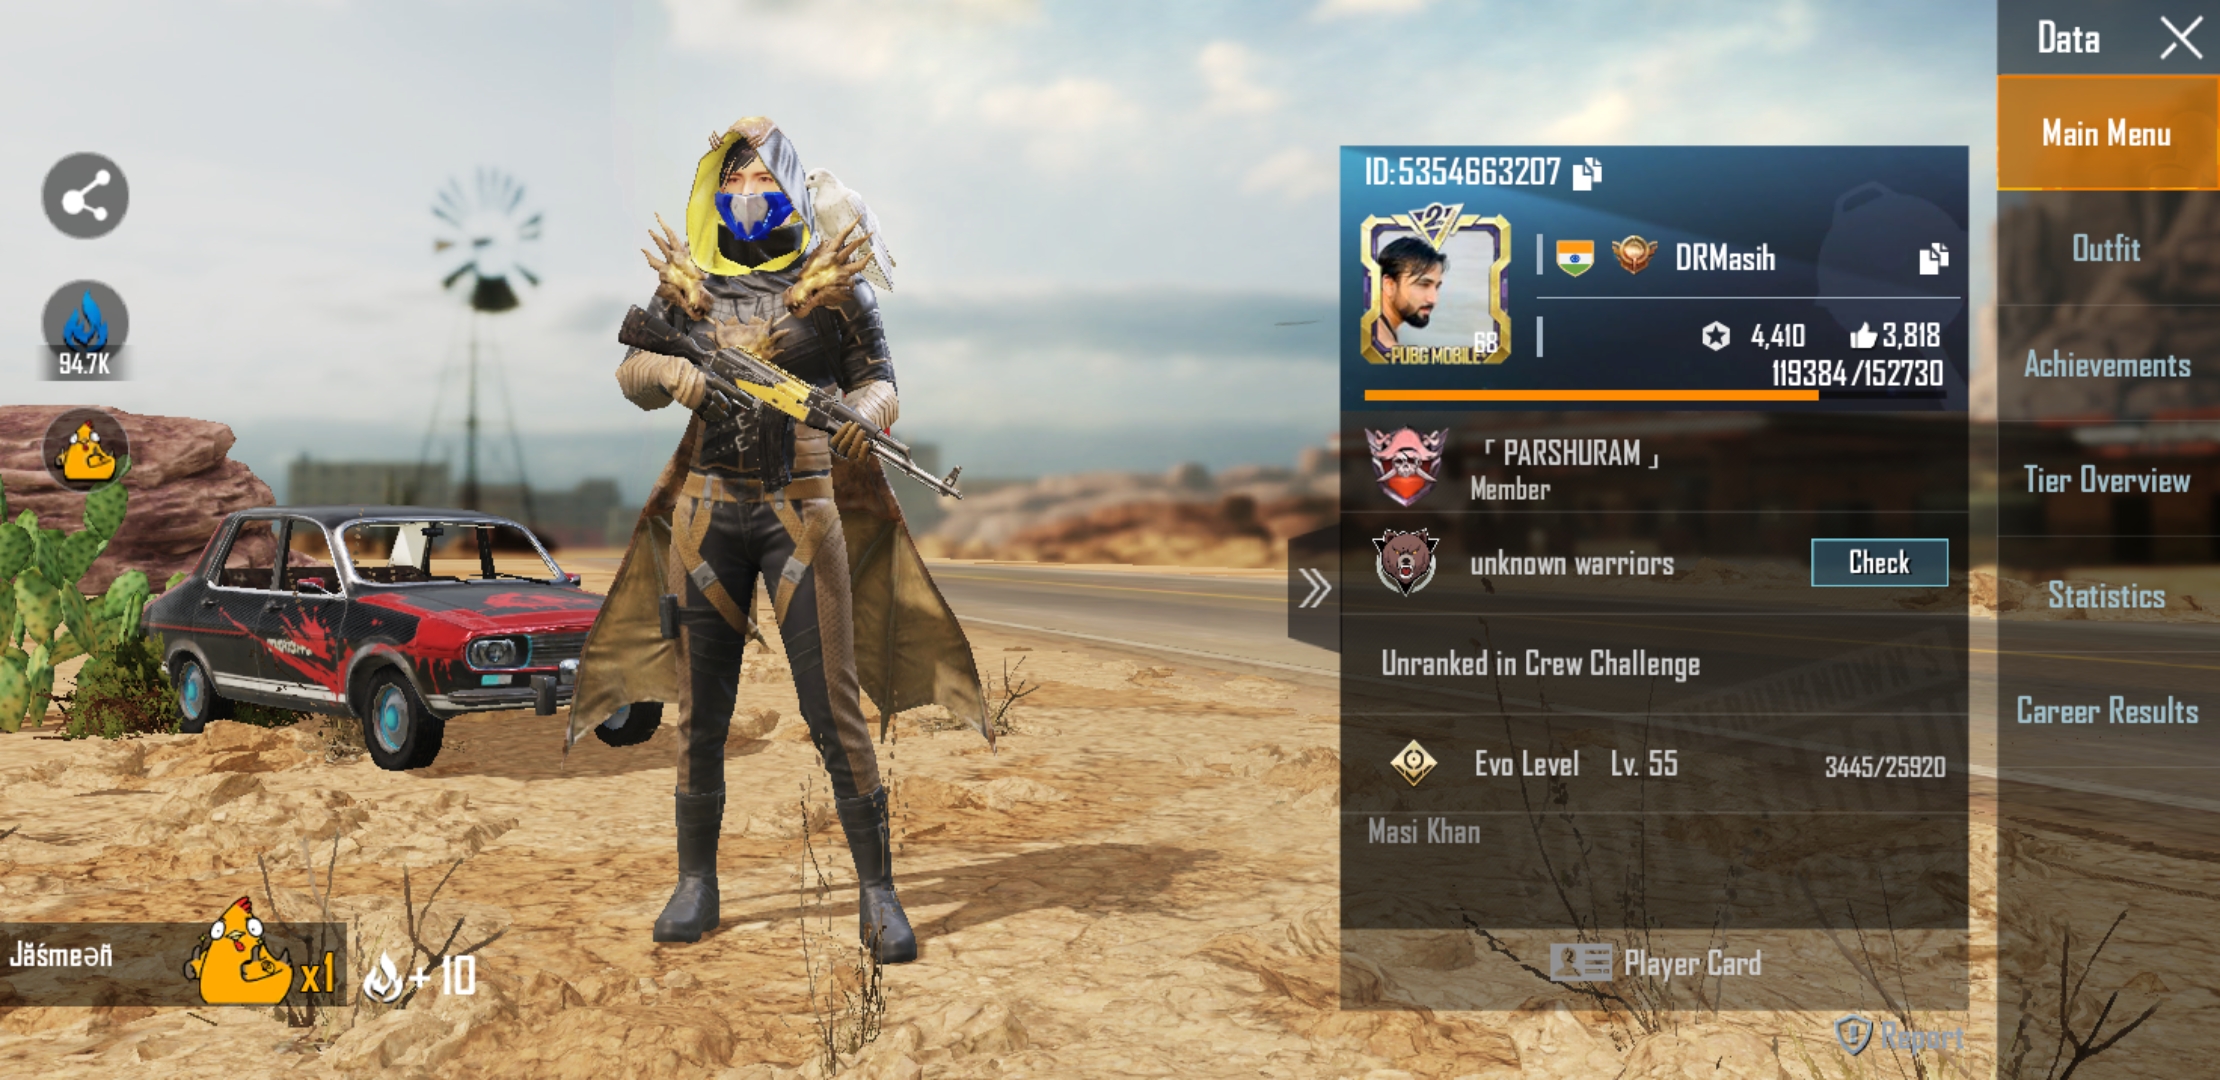 Data
Main Menu
Outfit
Achievements
Tier Overview
Statistics
Career Results
94.7K
ID:5354663207
PUBG MOBILE
68
DRMasih
4,410
3,818
119384/152730
「 PARSHURAM 」
Member
unknown warriors
Check
Unranked in Crew Challenge
Evo Level Lv. 55
3445/25920
Masi Khan
Player Card
Report
Jăśmeəñ
x1
+ 10